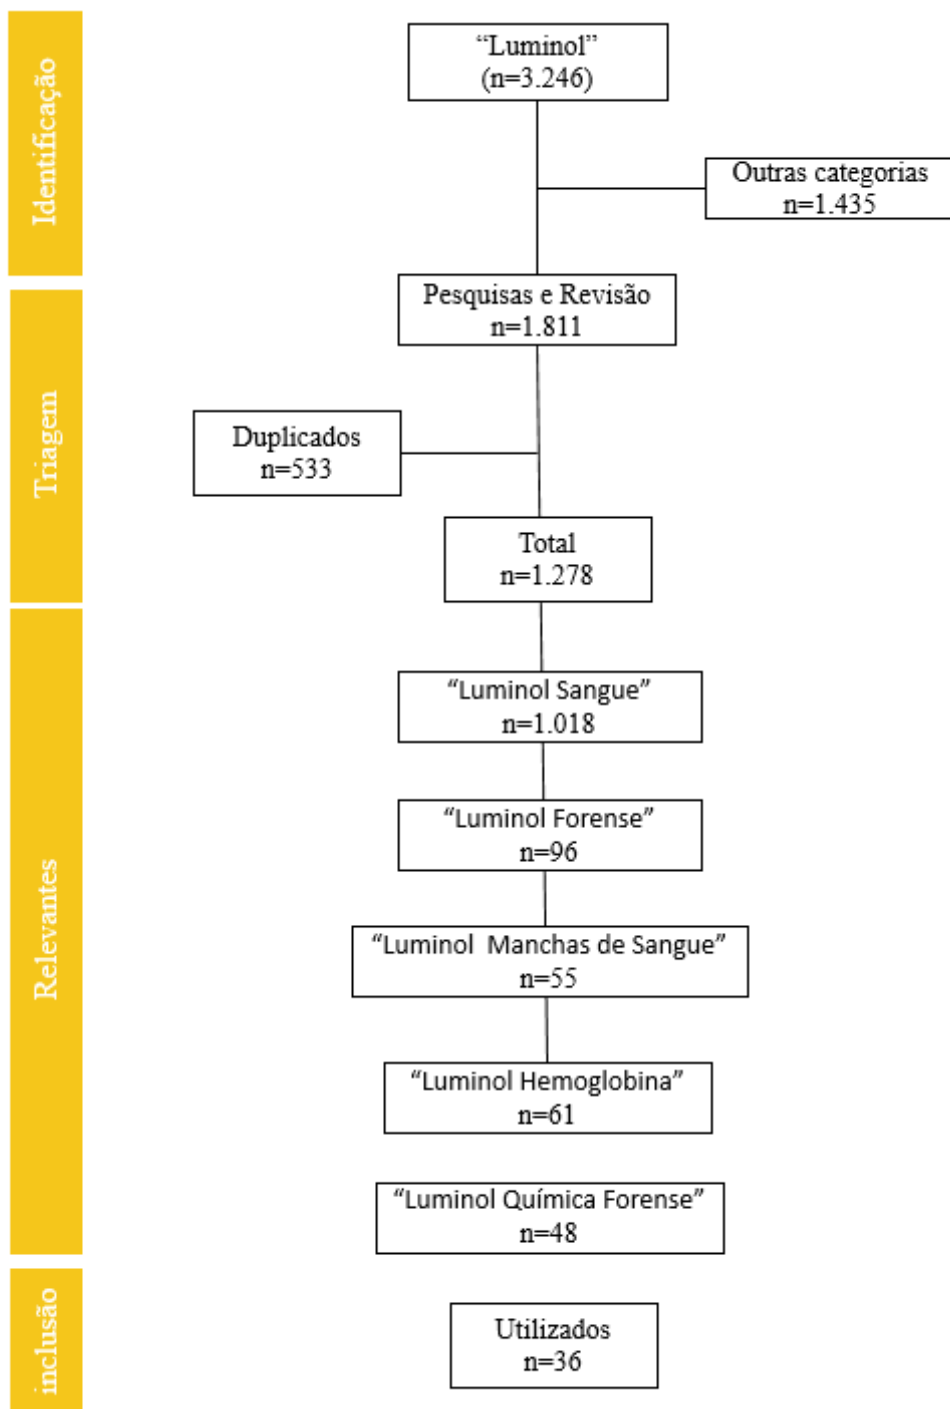 Identificação
“Luminol”
(n=3.246)
Outras categorias
n=1.435
Triagem
Pesquisas e Revisão
n=1.811
Duplicados
n=533
Total
n=1.278
Relevantes
“Luminol Sangue”
n=1.018
“Luminol Forense”
n=96
“Luminol  Manchas de Sangue”
n=55
“Luminol Hemoglobina”
n=61
“Luminol Química Forense”
n=48
inclusão
Utilizados
n=36